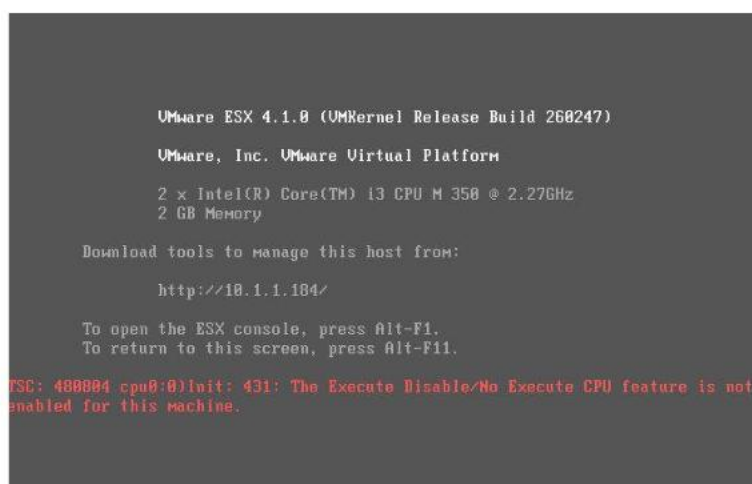 VMware ESX 4.1.0 (VMKernel Release Build 260247)
VMware, Inc. VMware Virtual Platform
2 x Intel(R) Core(TM) i3 CPU M 350 @ 2.27GHz
2 GB Memory
Download tools to manage this host from:
http://10.1.1.184/
To open the ESX console, press Alt-F1.
To return to this screen, press Alt-F11.
TSC: 480804 cpu0:0)Init: 431: The Execute Disable/No Execute CPU feature is not
enabled for this machine.